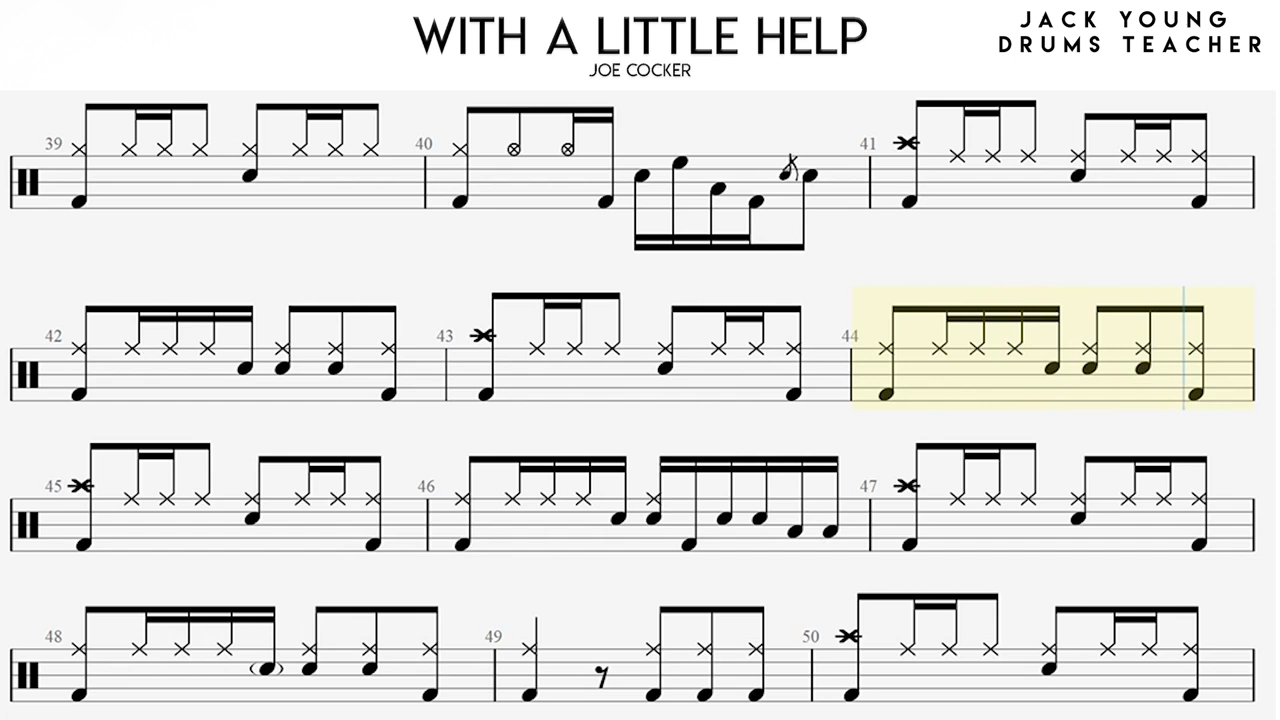 WITH A LITTLE HELP
JOE COCKER
JACK YOUNG
DRUMS TEACHER
39 40 41
42 43 44
45 46 47
48 49 50